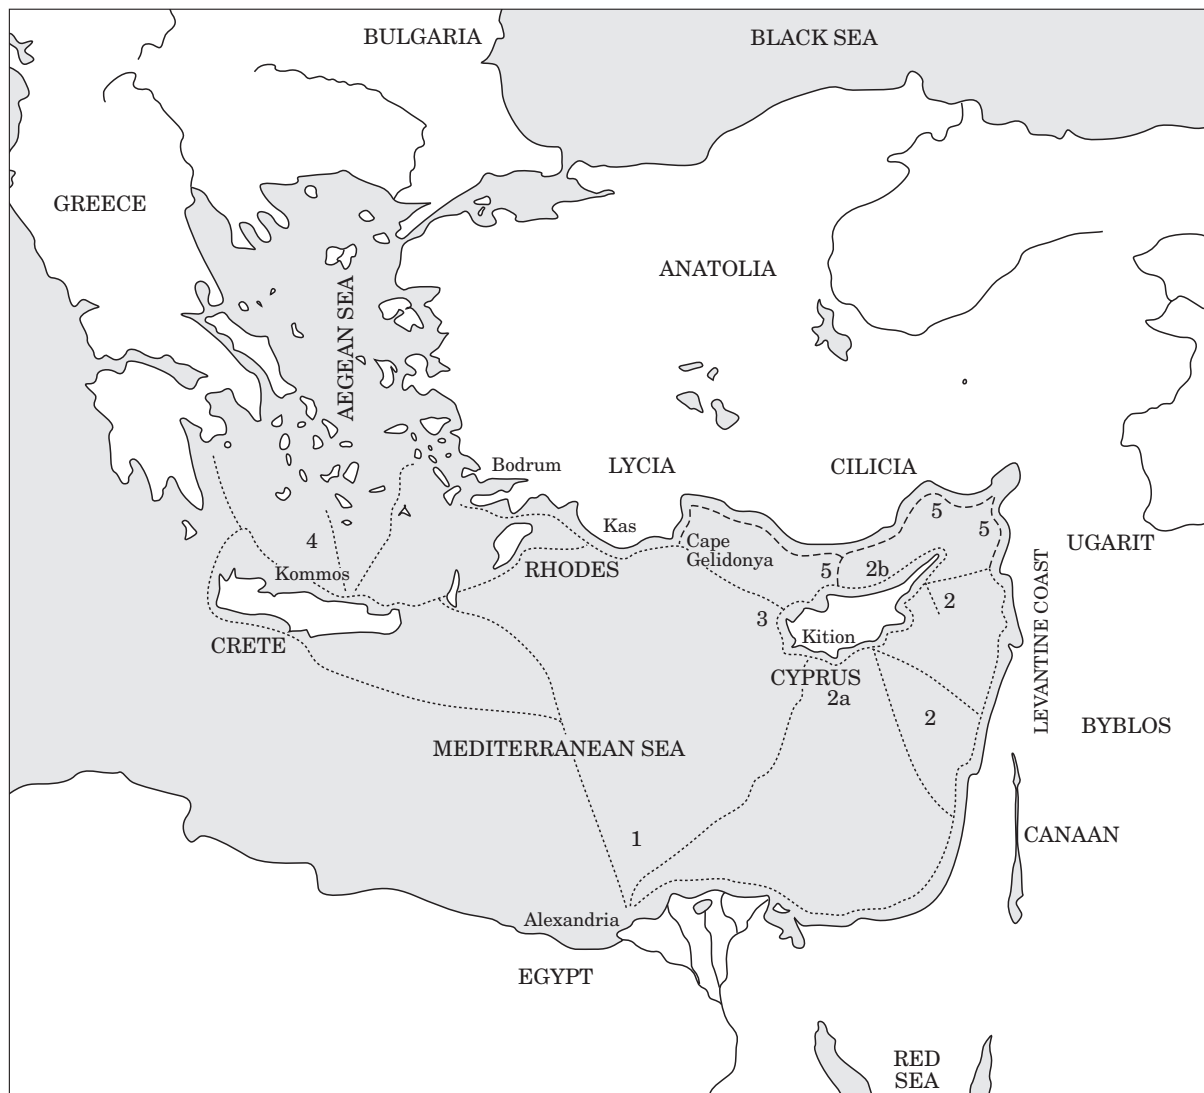 BULGARIA
BLACK SEA
GREECE
ANATOLIA
AEGEAN SEA
Bodrum
LYCIA
CILICIA
5
5
Kas
4
Cape
Gelidonya
UGARIT
Kommos
RHODES
5
2b
2
3
LEVANTINE COAST
CRETE
Kition
CYPRUS
2a
2
BYBLOS
MEDITERRANEAN SEA
1
CANAAN
Alexandria
EGYPT
RED
SEA